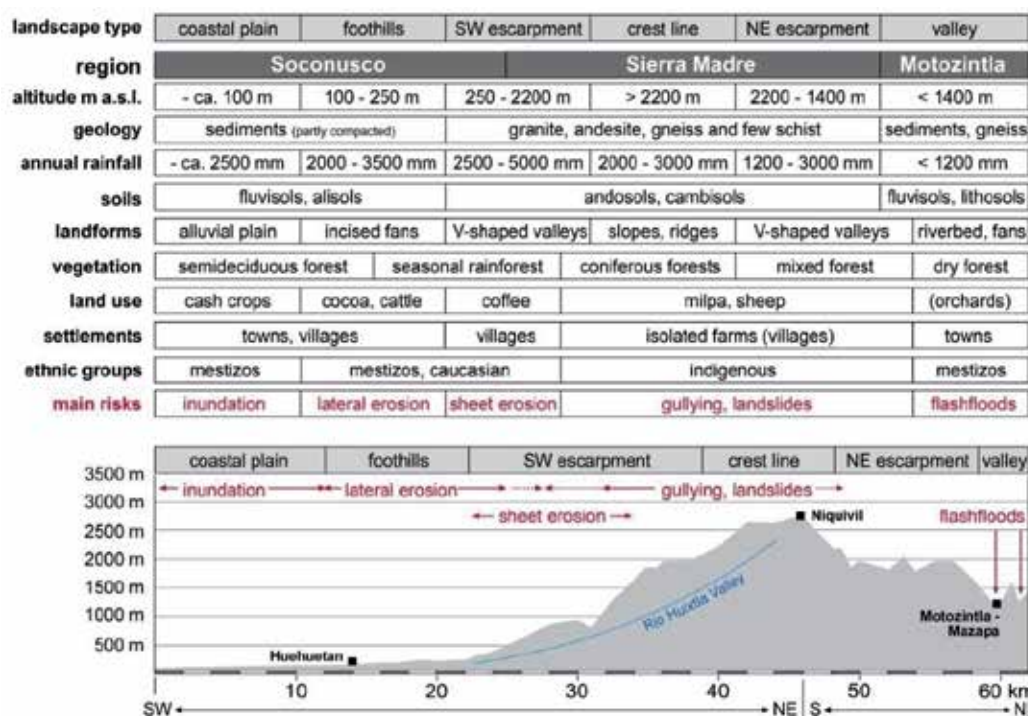 landscape type coastal plain foothills SW escarpment crest line NE escarpment valley
region Soconusco Sierra Madre Motozintla
altitude m a.s.l. - ca. 100 m 100 - 250 m 250 - 2200 m > 2200 m 2200 - 1400 m < 1400 m
geology sediments (partly compacted) granite, andesite, gneiss and few schist sediments, gneiss
annual rainfall - ca. 2500 mm 2000 - 3500 mm 2500 - 5000 mm 2000 - 3000 mm 1200 - 3000 mm < 1200 mm
soils fluvisols, alisols andosols, cambisols fluvisols, lithosols
landforms alluvial plain incised fans V-shaped valleys slopes, ridges V-shaped valleys riverbed, fans
vegetation semideciduous forest seasonal rainforest coniferous forests mixed forest dry forest
land use cash crops cocoa, cattle coffee milpa, sheep (orchards)
settlements towns, villages villages isolated farms (villages) towns
ethnic groups mestizos mestizos, caucasian indigenous mestizos
main risks inundation lateral erosion sheet erosion gullying, landslides flashfloods
coastal plain foothills SW escarpment crest line NE escarpment valley
3500 m
inundation lateral erosion gullying, landslides
3000 m
sheet erosion Niquivil flashfloods
2500 m
2000 m
1500 m
Rio Huixtla Valley
1000 m
Motozintla -
Mazapa
500 m
Huehuetan
10 20 30 40 50 60 km
SW NE S N